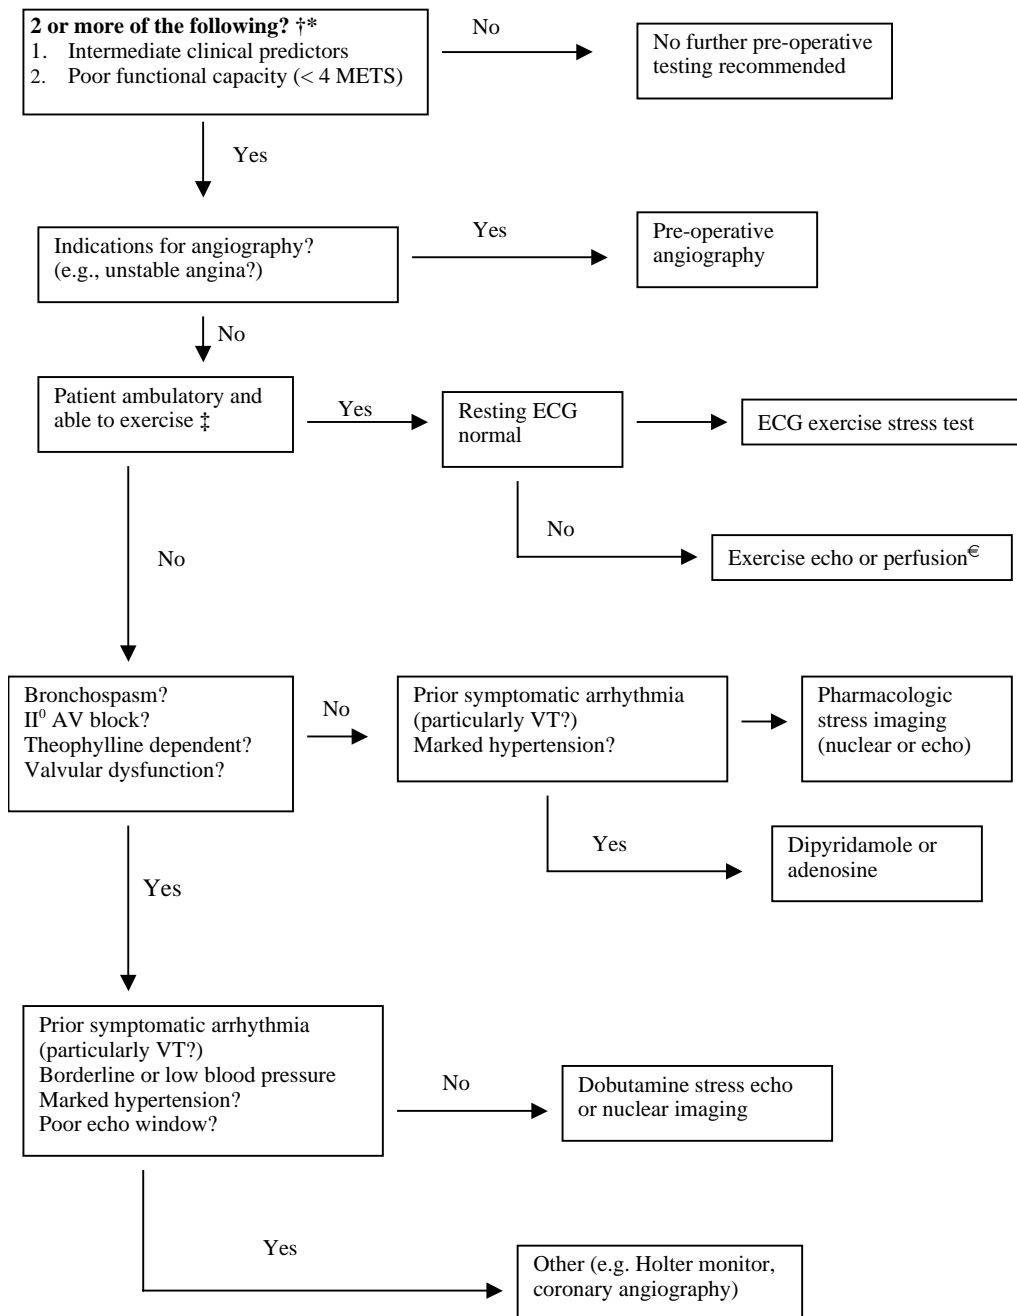 2 or more of the following? †*
1. Intermediate clinical predictors
2. Poor functional capacity (< 4 METS)
No
No further pre-operative
testing recommended
Yes
Indications for angiography?
(e.g., unstable angina?)
Yes
Pre-operative
angiography
No
Patient ambulatory and
able to exercise ‡
Yes
Resting ECG
normal
ECG exercise stress test
No
Exercise echo or perfusion€
No
Bronchospasm?
II⁰ AV block?
Theophylline dependent?
Valvular dysfunction?
No
Prior symptomatic arrhythmia
(particularly VT?)
Marked hypertension?
Pharmacologic
stress imaging
(nuclear or echo)
Yes
Dipyridamole or
adenosine
Yes
Prior symptomatic arrhythmia
(particularly VT?)
Borderline or low blood pressure
Marked hypertension?
Poor echo window?
No
Dobutamine stress echo
or nuclear imaging
Yes
Other (e.g. Holter monitor,
coronary angiography)